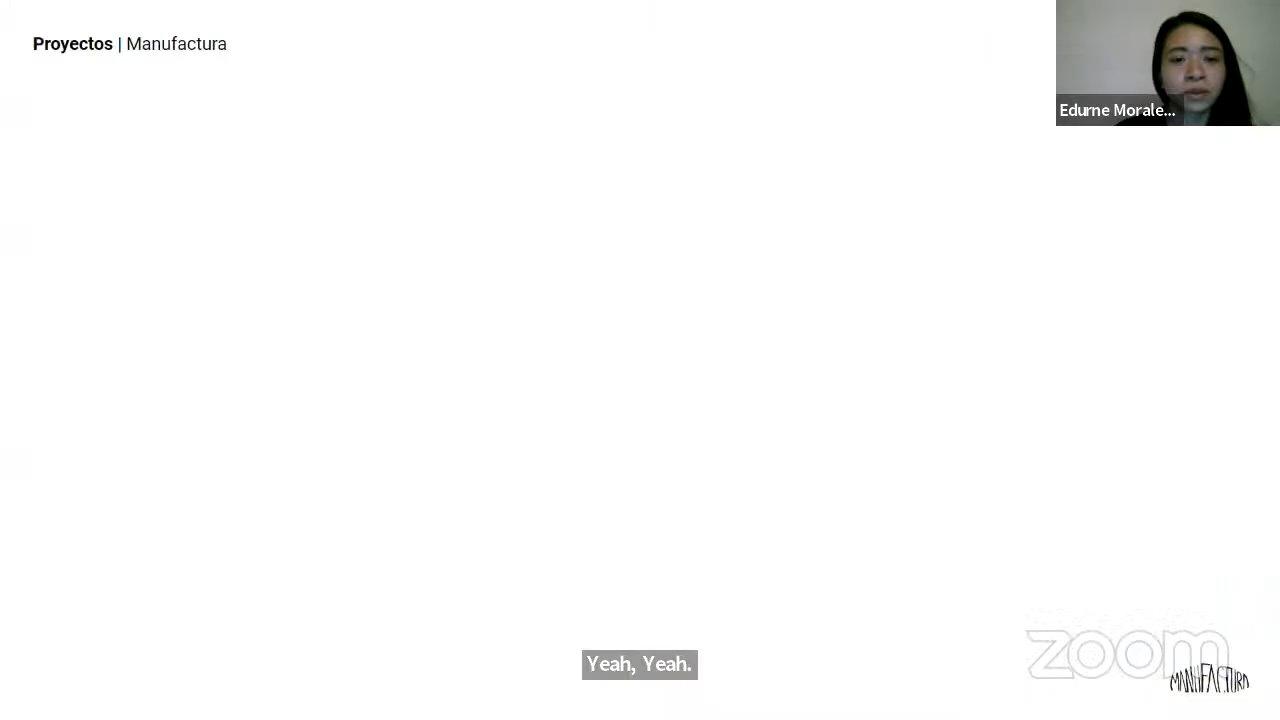 Proyectos | Manufactura
Edurne Morale...
Yeah, Yeah.
zoom
MANUFACTURA